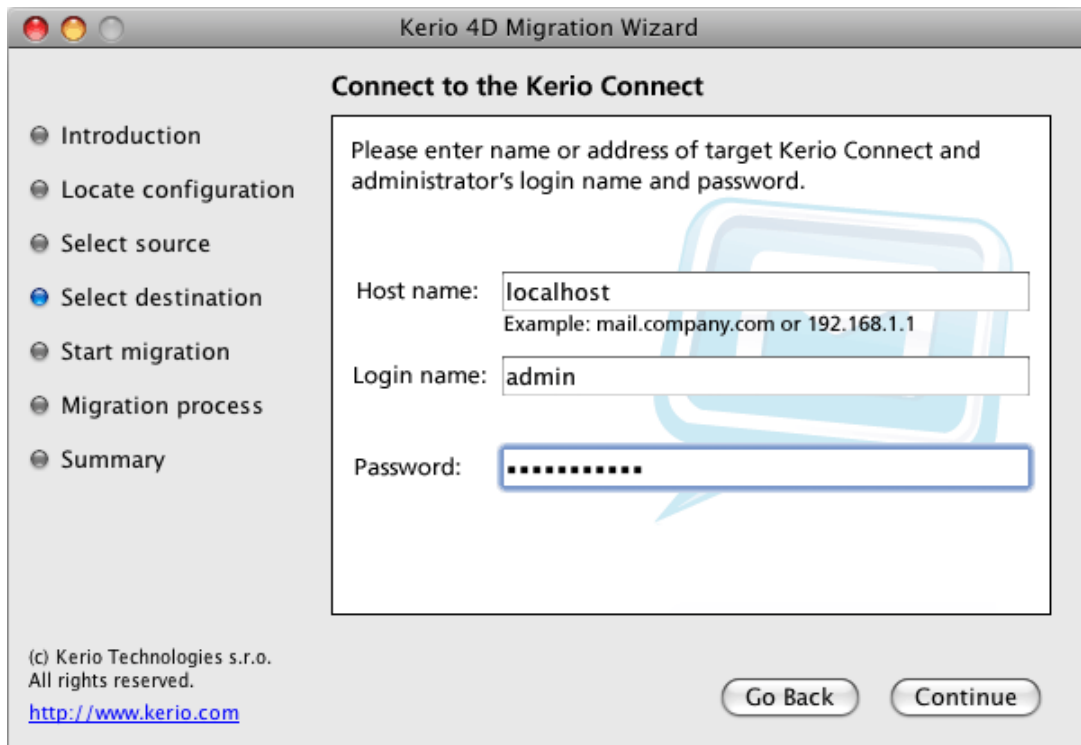 Kerio 4D Migration Wizard
Connect to the Kerio Connect
Introduction
Locate configuration
Select source
Select destination
Start migration
Migration process
Summary
Please enter name or address of target Kerio Connect and
administrator's login name and password.
Host name: localhost
Example: mail.company.com or 192.168.1.1
Login name: admin
Password: ▪▪▪▪▪▪▪▪▪▪▪
(c) Kerio Technologies s.r.o.
All rights reserved.
http://www.kerio.com
Go Back Continue